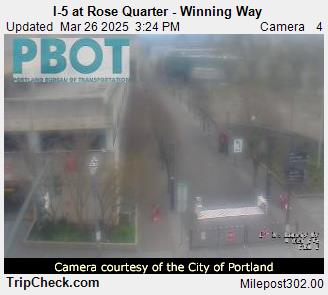 I-5 at Rose Quarter - Winning Way
Updated Mar 26 2025 3:24 PM Camera 4
PBOT
PORTLAND BUREAU OF TRANSPORTATION
Camera courtesy of the City of Portland
TripCheck.com Milepost302.00